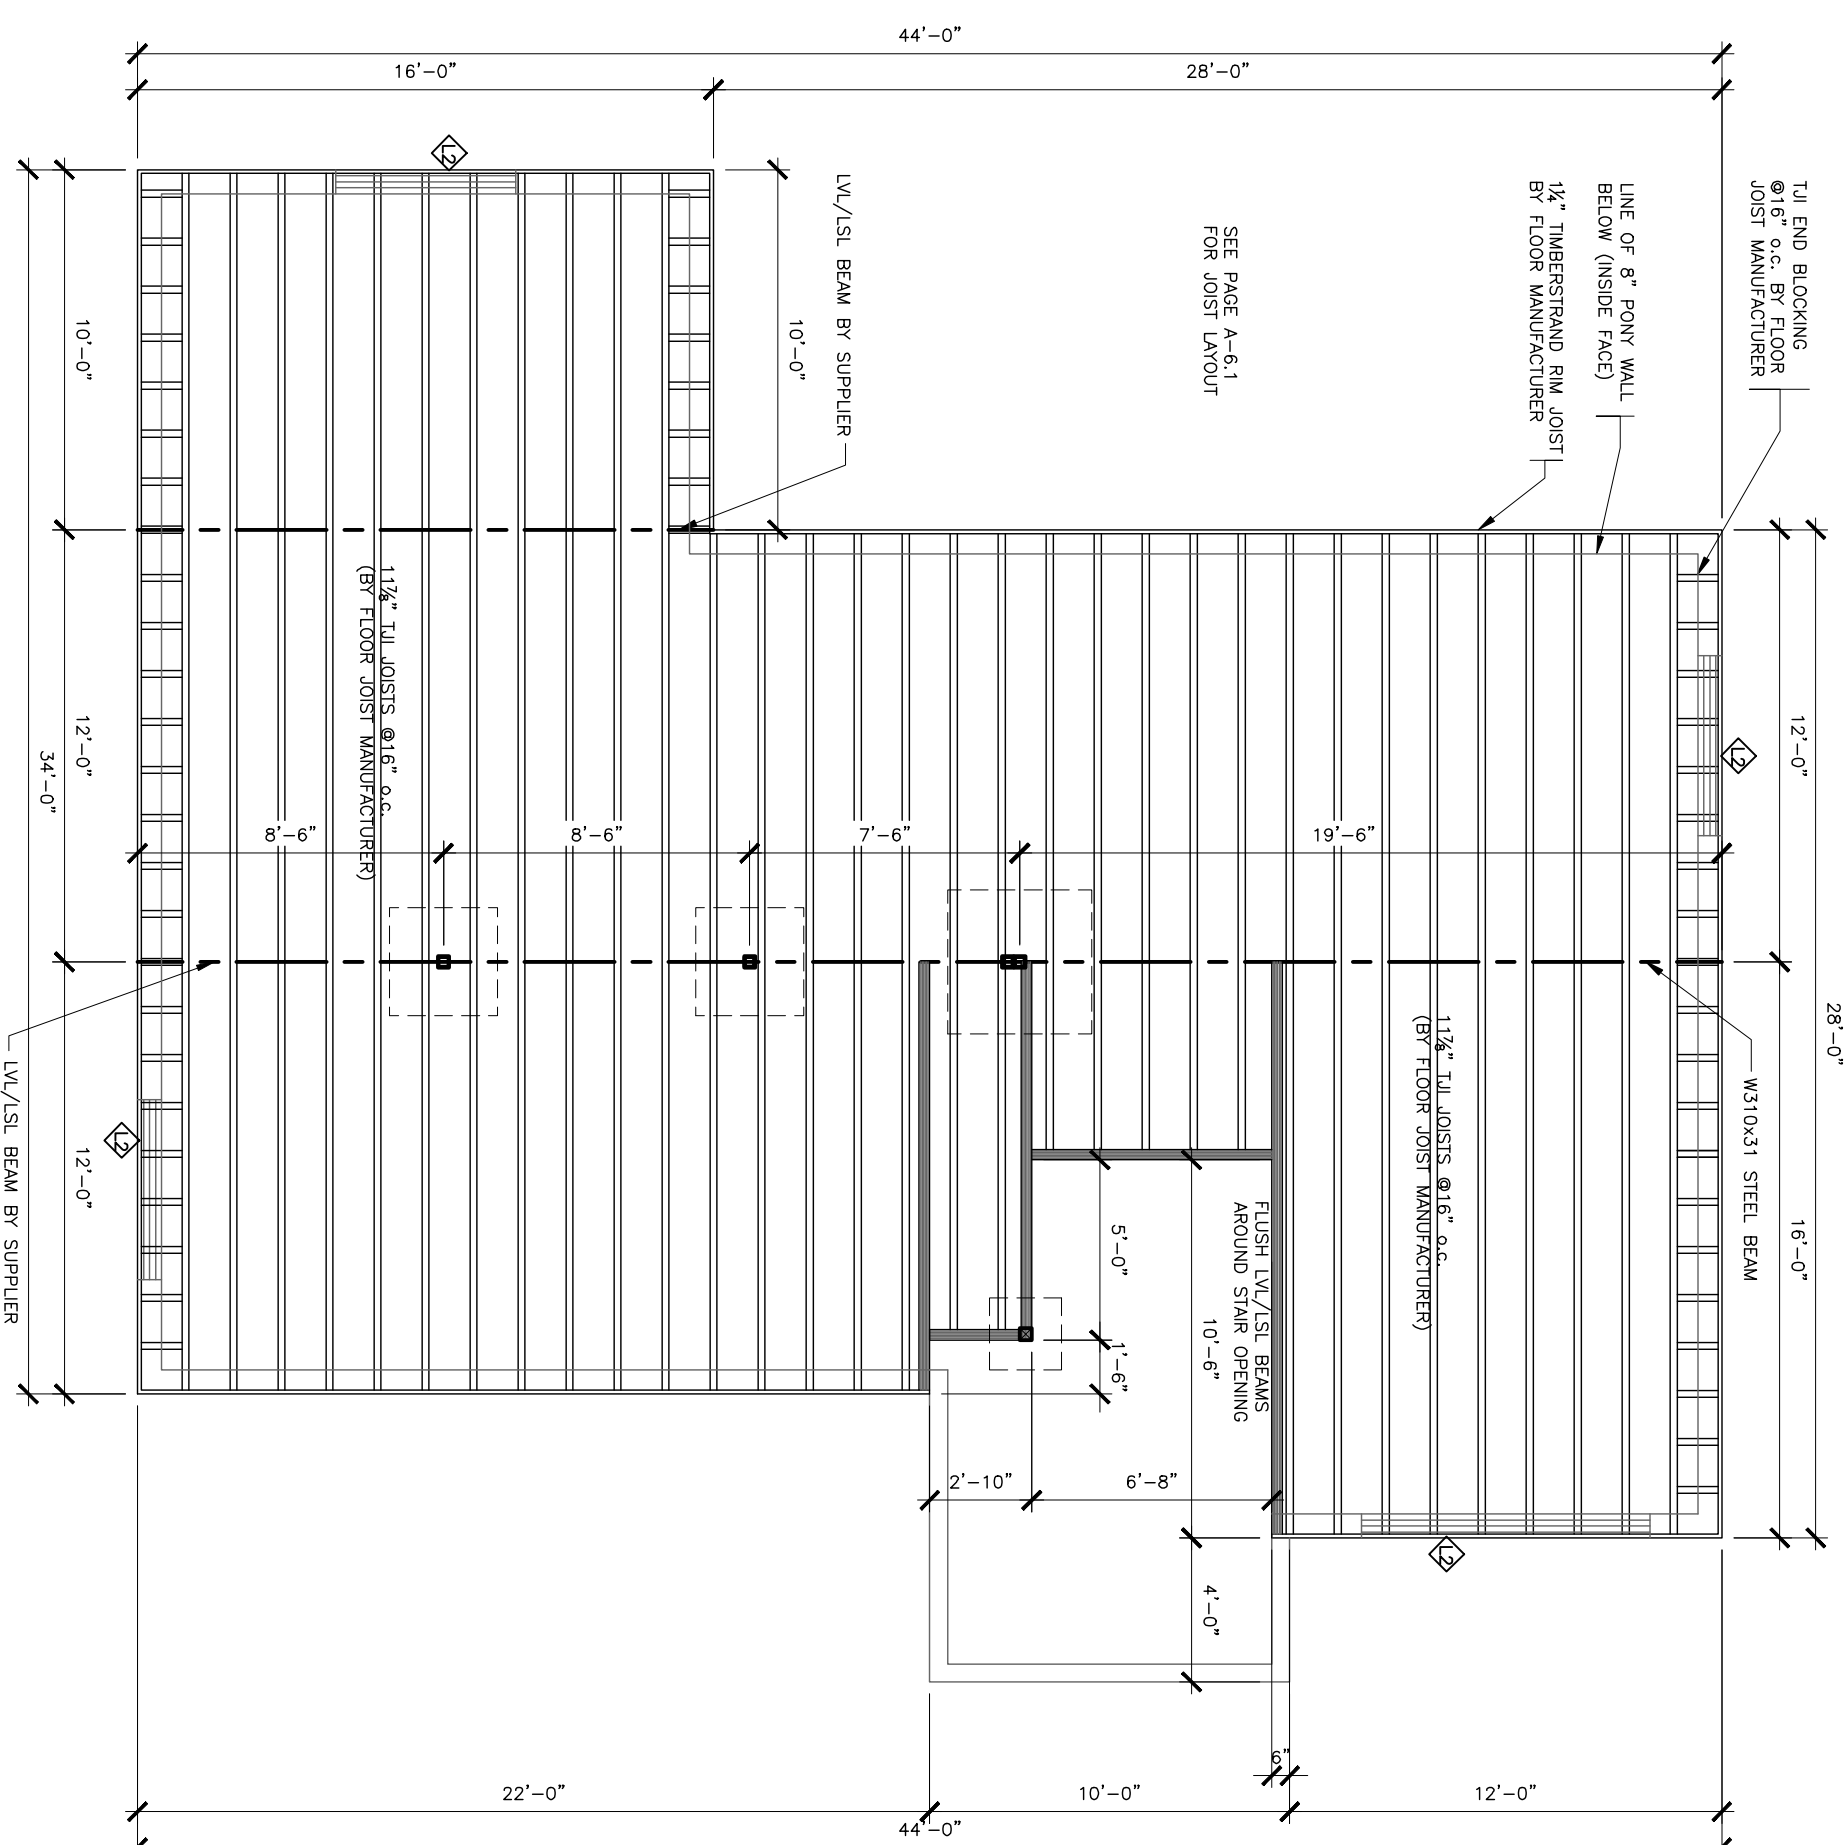 44'-0"
16'-0"
28'-0"
TJI END BLOCKING
@16" o.c. BY FLOOR
JOIST MANUFACTURER
LINE OF 8" PONY WALL
BELOW (INSIDE FACE)
1¼" TIMBERSTRAND RIM JOIST
BY FLOOR MANUFACTURER
SEE PAGE A-6.1
FOR JOIST LAYOUT
LVL/LSL BEAM BY SUPPLIER
L2
10'-0"
10'-0"
12'-0"
34'-0"
12'-0"
11⅞" TJI JOISTS @16" o.c.
(BY FLOOR JOIST MANUFACTURER)
8'-6"
8'-6"
7'-6"
19'-6"
L2
12'-0"
28'-0"
16'-0"
W310x31 STEEL BEAM
11⅞" TJI JOISTS @16" o.c.
(BY FLOOR JOIST MANUFACTURER)
FLUSH LVL/LSL BEAMS
AROUND STAIR OPENING
5'-0"
10'-6"
1'-6"
L2
LVL/LSL BEAM BY SUPPLIER
2'-10"
6'-8"
L2
4'-0"
6"
22'-0"
10'-0"
12'-0"
44'-0"